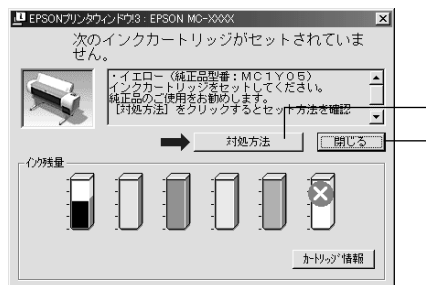 EPSONプリンタウィンドウ!3 : EPSON MC-XXXX
次のインクカートリッジがセットされていま
せん。
・イエロー（純正品型番：MC1Y05）
インクカートリッジをセットしてください。
純正品のご使用をお勧めします。
［対処方法］をクリックするとセット方法を確認
対処方法
閉じる
インク残量
カートリッジ情報